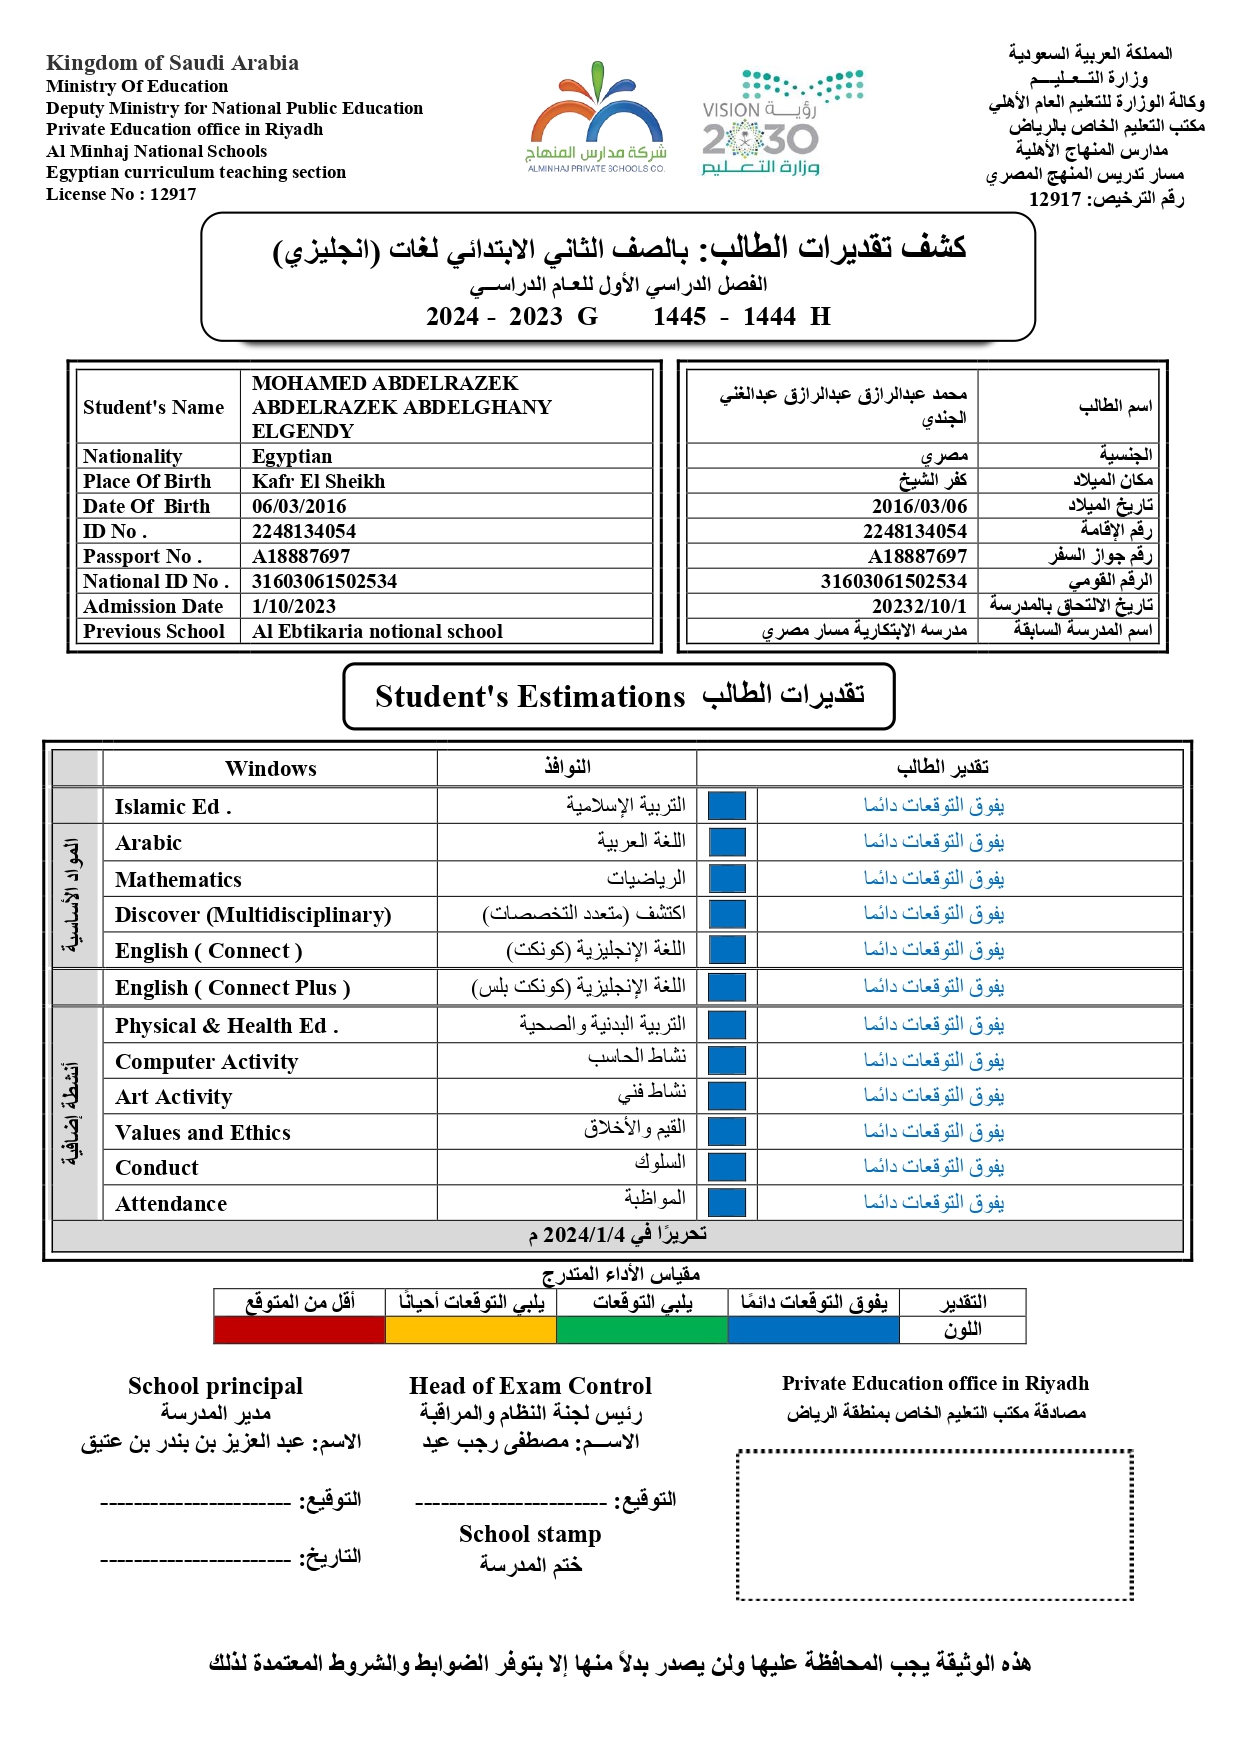 Kingdom of Saudi Arabia
Ministry Of Education
Deputy Ministry for National Public Education
Private Education office in Riyadh
Al Minhaj National Schools
Egyptian curriculum teaching section
License No : 12917
شركة مدارس المنهاج
ALMINHAJ PRIVATE SCHOOLS CO.
VISION رؤيــة
2030
وزارة التـــعـــليم
المملكة العربية السعودية
وزارة التـعـليـــم
وكالة الوزارة للتعليم العام الأهلي
مكتب التعليم الخاص بالرياض
مدارس المنهاج الأهلية
مسار تدريس المنهج المصري
رقم الترخيص: 12917
كشف تقديرات الطالب: بالصف الثاني الابتدائي لغات (انجليزي)
الفصل الدراسي الأول للعـام الدراســي
2024 - 2023 G 1445 - 1444 H
Student's Name MOHAMED ABDELRAZEK
ABDELRAZEK ABDELGHANY
ELGENDY
Nationality Egyptian
Place Of Birth Kafr El Sheikh
Date Of Birth 06/03/2016
ID No . 2248134054
Passport No . A18887697
National ID No . 31603061502534
Admission Date 1/10/2023
Previous School Al Ebtikaria notional school
اسم الطالب محمد عبدالرازق عبدالرازق عبدالغني
الجندي
الجنسية مصري
مكان الميلاد كفر الشيخ
تاريخ الميلاد 2016/03/06
رقم الإقامة 2248134054
رقم جواز السفر A18887697
الرقم القومي 31603061502534
تاريخ الالتحاق بالمدرسة 20232/10/1
اسم المدرسة السابقة مدرسه الابتكارية مسار مصري
Student's Estimations تقديرات الطالب
Windows النوافذ تقدير الطالب
المواد الأساسية
Islamic Ed . التربية الإسلامية يفوق التوقعات دائما
Arabic اللغة العربية يفوق التوقعات دائما
Mathematics الرياضيات يفوق التوقعات دائما
Discover (Multidisciplinary) اكتشف (متعدد التخصصات) يفوق التوقعات دائما
English ( Connect ) اللغة الإنجليزية (كونكت) يفوق التوقعات دائما
English ( Connect Plus ) اللغة الإنجليزية (كونكت بلس) يفوق التوقعات دائما
أنشطة إضافية
Physical & Health Ed . التربية البدنية والصحية يفوق التوقعات دائما
Computer Activity نشاط الحاسب يفوق التوقعات دائما
Art Activity نشاط فني يفوق التوقعات دائما
Values and Ethics القيم والأخلاق يفوق التوقعات دائما
Conduct السلوك يفوق التوقعات دائما
Attendance المواظبة يفوق التوقعات دائما
تحريرًا في 2024/1/4 م
مقياس الأداء المتدرج
التقدير يفوق التوقعات دائمًا يلبي التوقعات يلبي التوقعات أحيانًا أقل من المتوقع
اللون
School principal
مدير المدرسة
الاسم: عبد العزيز بن بندر بن عتيق
التوقيع: -----------------------
التاريخ: -----------------------
Head of Exam Control
رئيس لجنة النظام والمراقبة
الاســـم: مصطفى رجب عيد
التوقيع: -----------------------
School stamp
ختم المدرسة
Private Education office in Riyadh
مصادقة مكتب التعليم الخاص بمنطقة الرياض
هذه الوثيقة يجب المحافظة عليها ولن يصدر بدلاً منها إلا بتوفر الضوابط والشروط المعتمدة لذلك